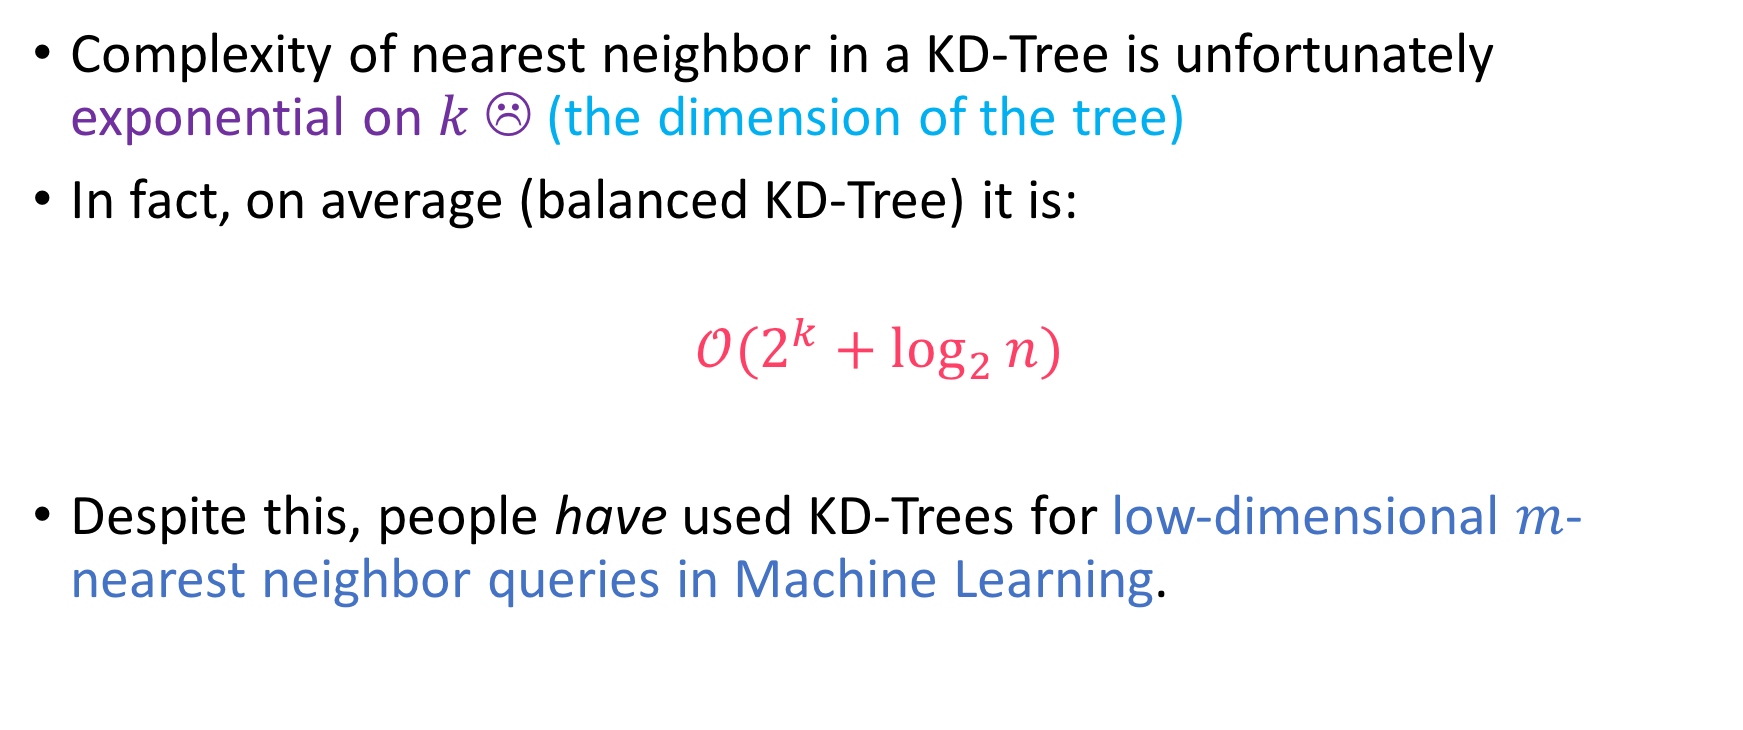 • Complexity of nearest neighbor in a KD-Tree is unfortunately
exponential on k ☹ (the dimension of the tree)
• In fact, on average (balanced KD-Tree) it is:
𝒪(2ᵏ + log₂ n)
• Despite this, people have used KD-Trees for low-dimensional m-
nearest neighbor queries in Machine Learning.